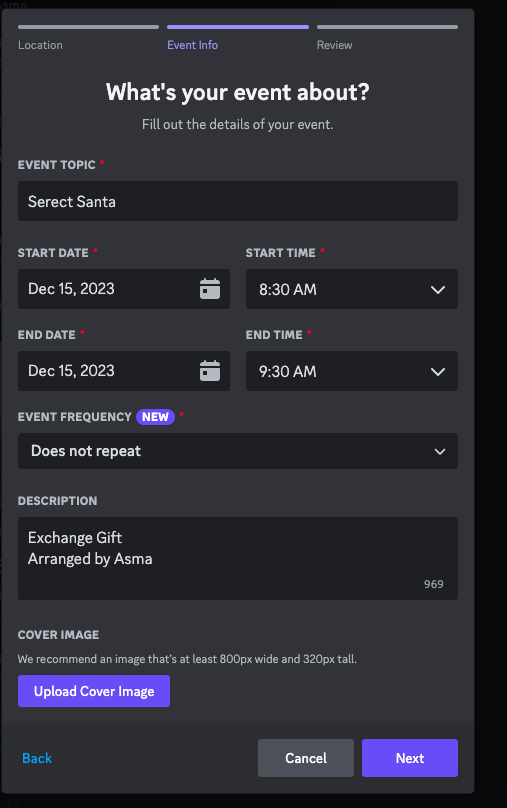 Location Event Info Review
What's your event about?
Fill out the details of your event.
EVENT TOPIC *
Serect Santa
START DATE * START TIME *
Dec 15, 2023 8:30 AM
END DATE * END TIME *
Dec 15, 2023 9:30 AM
EVENT FREQUENCY NEW *
Does not repeat
DESCRIPTION
Exchange Gift
Arranged by Asma
969
COVER IMAGE
We recommend an image that's at least 800px wide and 320px tall.
Upload Cover Image
Back Cancel Next